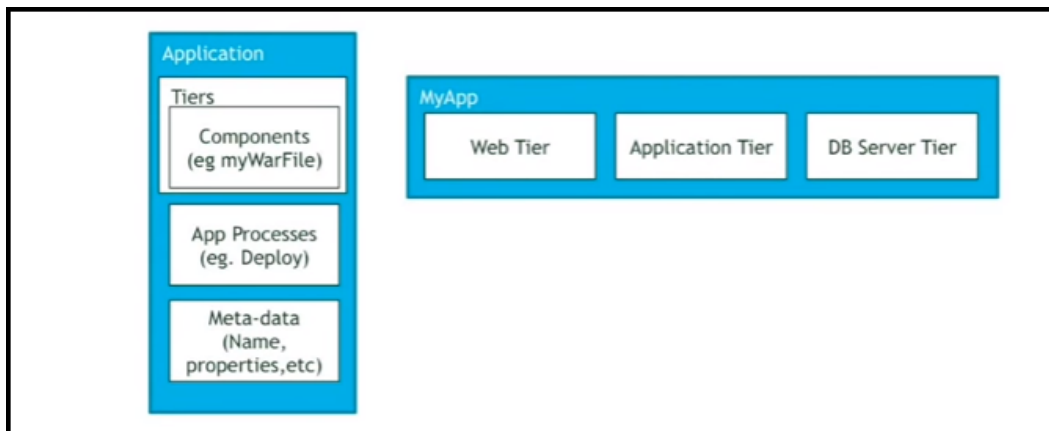 Application
Tiers
Components
(eg myWarFile)
App Processes
(eg. Deploy)
Meta-data
(Name,
properties,etc)
MyApp
Web Tier
Application Tier
DB Server Tier